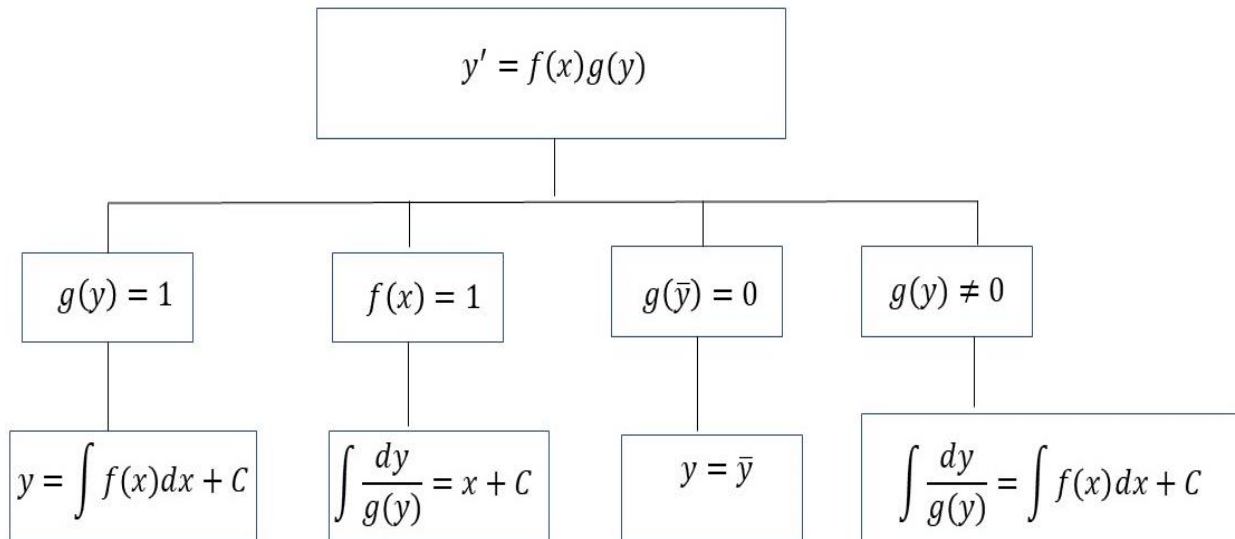 y′ = f(x)g(y)
g(y) = 1
f(x) = 1
g(ȳ) = 0
g(y) ≠ 0
y = ∫ f(x)dx + C
∫ dy/g(y) = x + C
y = ȳ
∫ dy/g(y) = ∫ f(x)dx + C